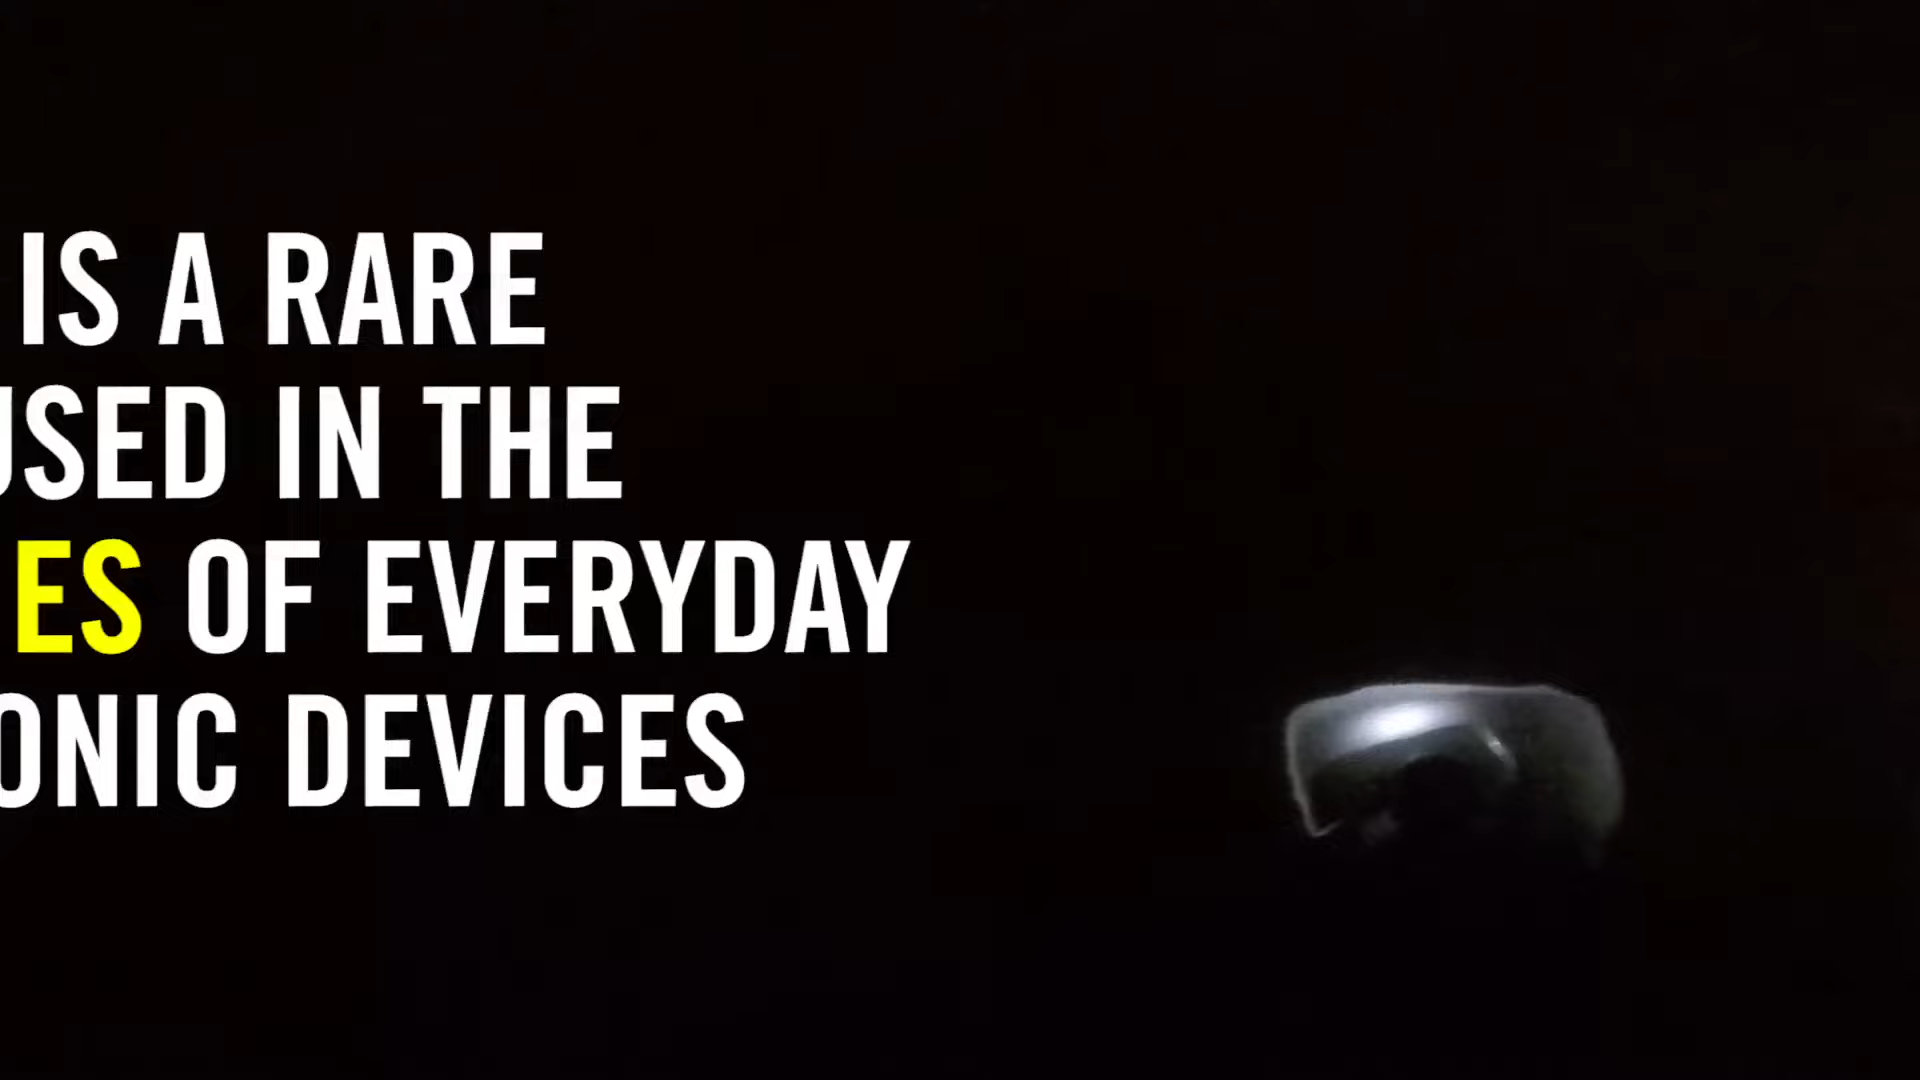 IS A RARE
USED IN THE
ES OF EVERYDAY
ONIC DEVICES